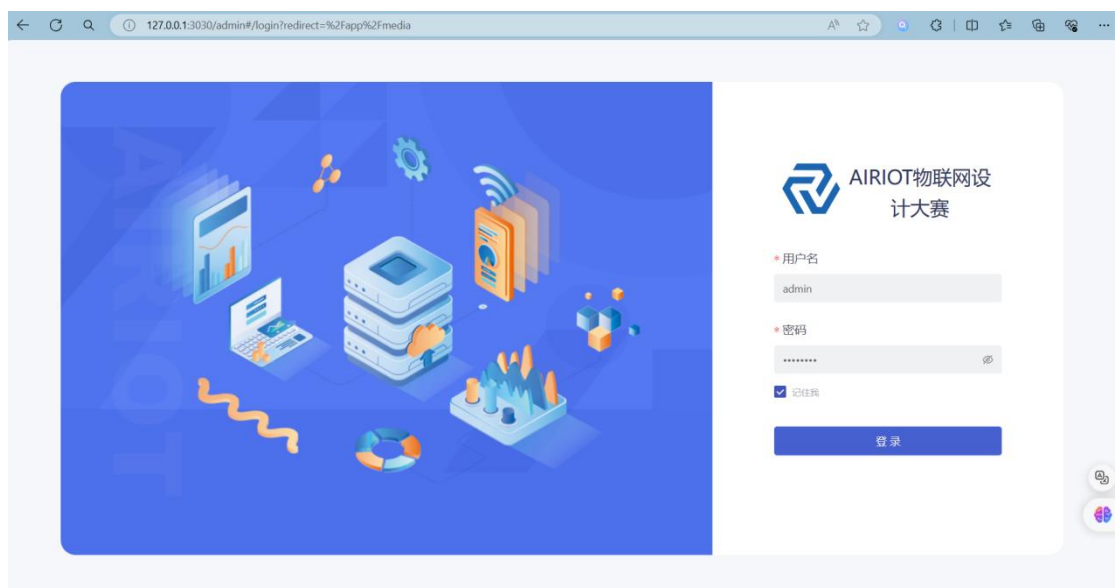 127.0.0.1:3030/admin#/login?redirect=%2Fapp%2Fmedia
AIRIOT
AIRIOT物联网设
计大赛
* 用户名
admin
* 密码
••••••••
记住我
登录